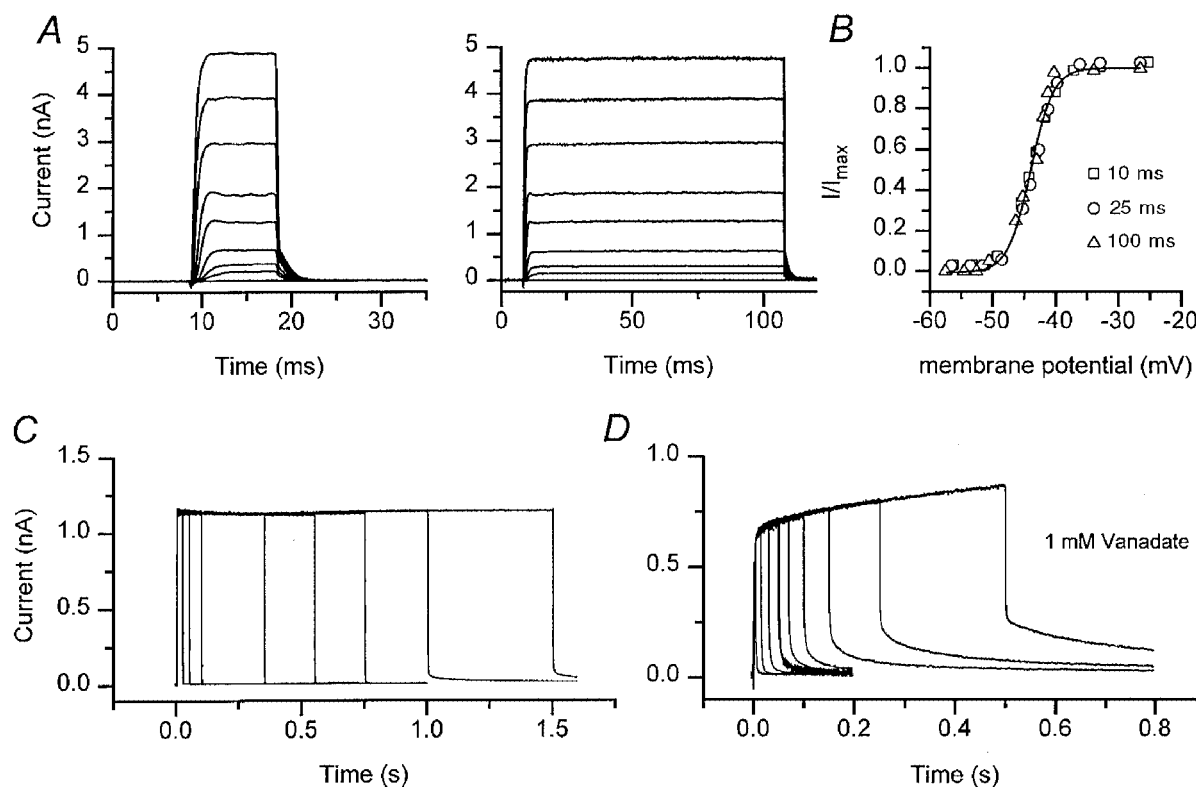 A
Current (nA)
5
4
3
2
1
0
0 10 20 30
Time (ms)
5
4
3
2
1
0
0 50 100
Time (ms)
B
I/Imax
1.0
0.8
0.6
0.4
0.2
0.0
10 ms
25 ms
100 ms
-60 -50 -40 -30 -20
membrane potential (mV)
C
Current (nA)
1.5
1.0
0.5
0.0
0.0 0.5 1.0 1.5
Time (s)
D
1.0
0.5
0.0
1 mM Vanadate
0.0 0.2 0.4 0.6 0.8
Time (s)